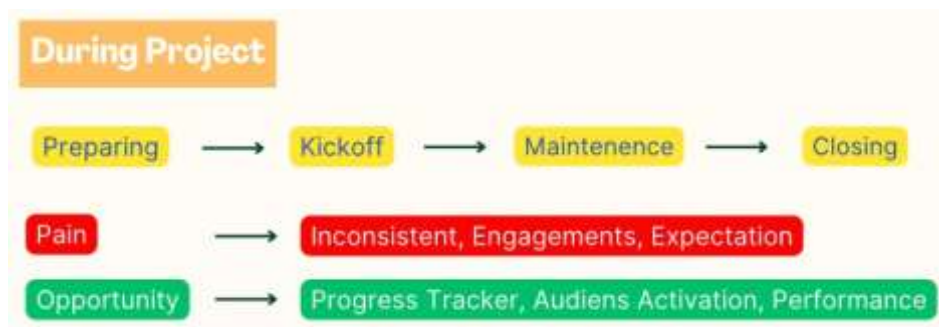 During Project
Preparing → Kickoff → Maintenence → Closing
Pain → Inconsistent, Engagements, Expectation
Opportunity → Progress Tracker, Audiens Activation, Performance